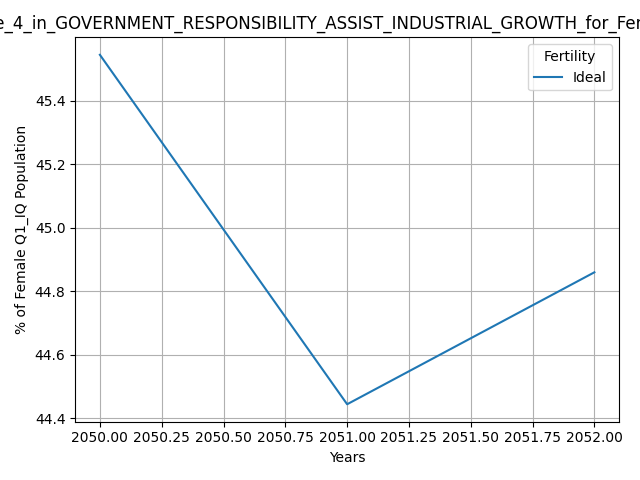 e_4_in_GOVERNMENT_RESPONSIBILITY_ASSIST_INDUSTRIAL_GROWTH_for_Fer
Fertility
Ideal
% of Female Q1_IQ Population
45.4
45.2
45.0
44.8
44.6
44.4
2050.00 2050.25 2050.50 2050.75 2051.00 2051.25 2051.50 2051.75 2052.00
Years